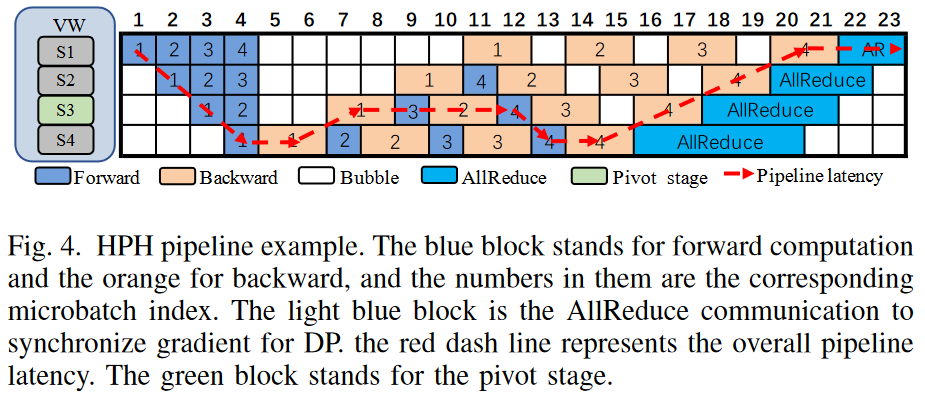 VW 1 2 3 4 5 6 7 8 9 10 11 12 13 14 15 16 17 18 19 20 21 22 23
S1 1 2 3 4 1 2 3 4 AR
S2 1 2 3 1 4 2 3 4 AllReduce
S3 1 2 1 3 2 4 3 4 AllReduce
S4 1 1 2 2 3 3 4 4 AllReduce
Forward Backward Bubble AllReduce Pivot stage Pipeline latency
Fig. 4. HPH pipeline example. The blue block stands for forward computation
and the orange for backward, and the numbers in them are the corresponding
microbatch index. The light blue block is the AllReduce communication to
synchronize gradient for DP. the red dash line represents the overall pipeline
latency. The green block stands for the pivot stage.